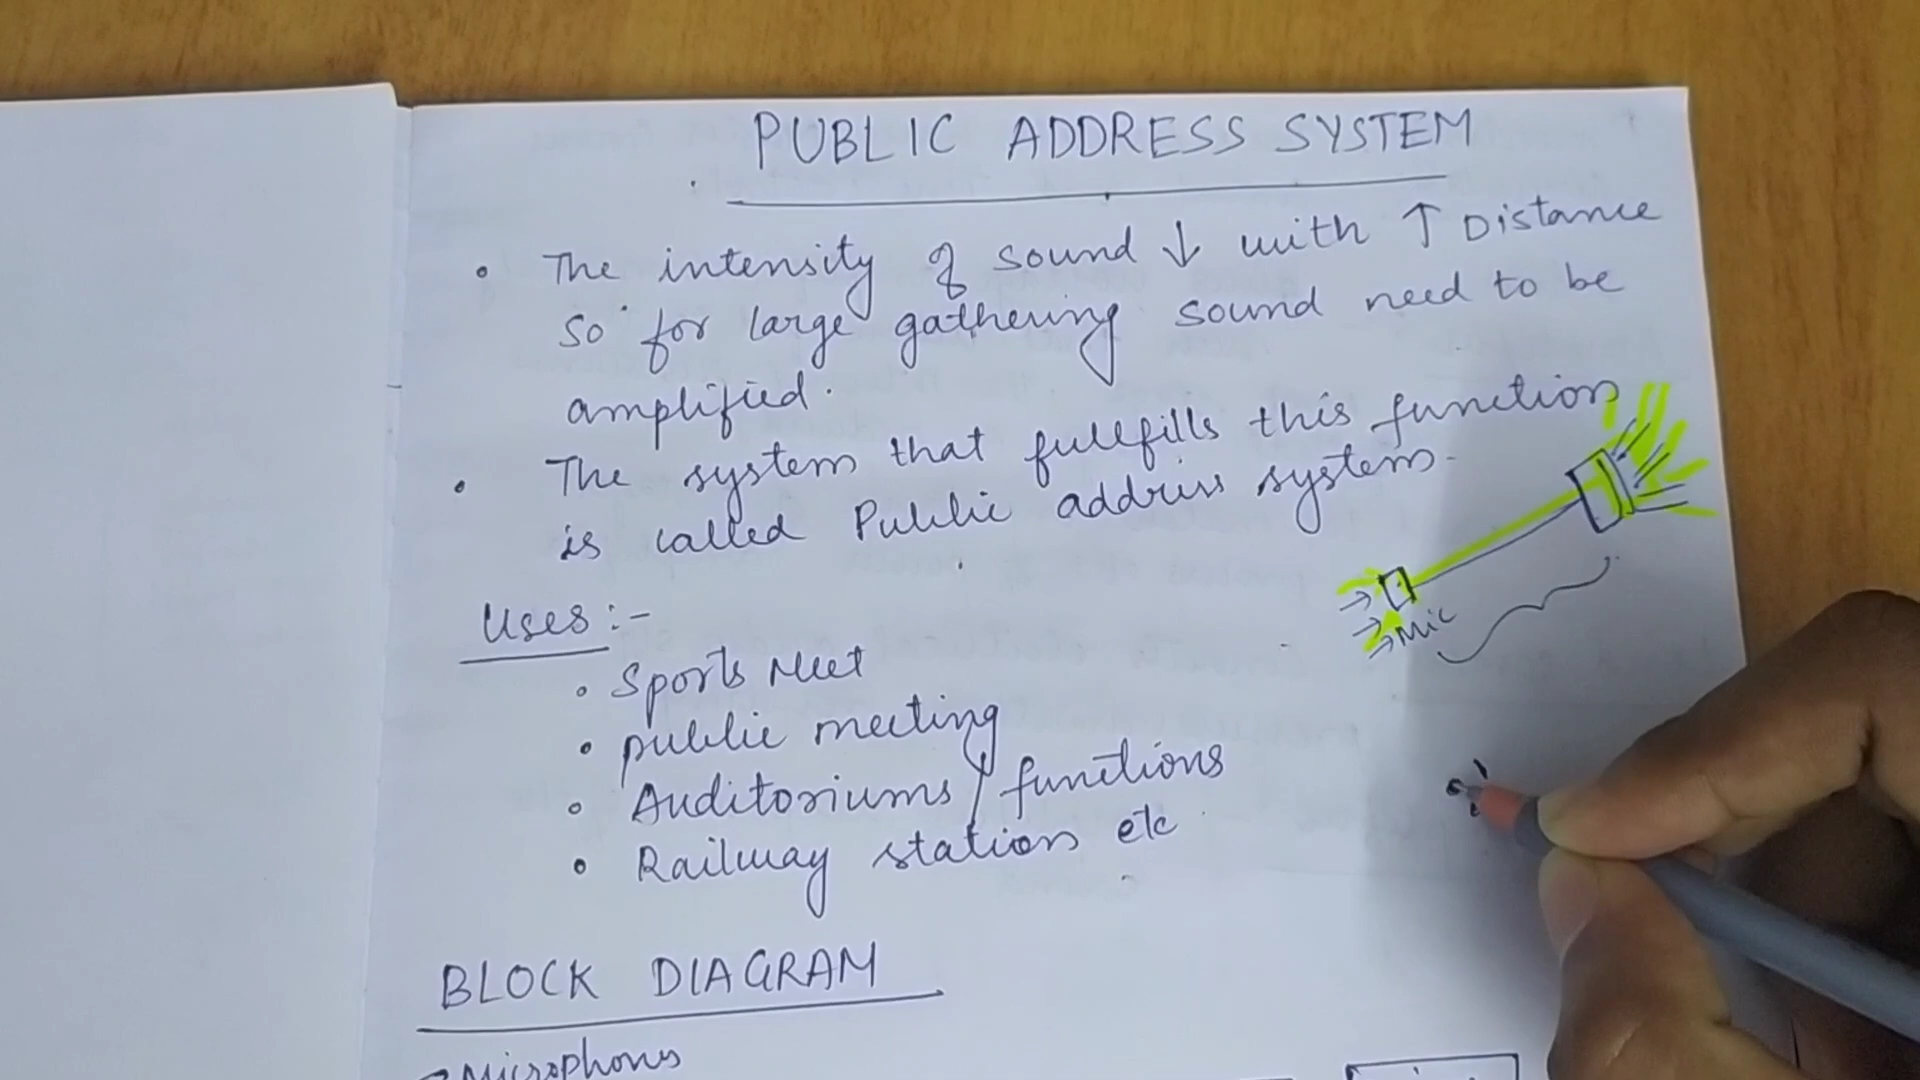 PUBLIC ADDRESS SYSTEM
• The intensity of sound ↓ with ↑ Distance
so for large gathering sound need to be
amplified.
• The system that fullfills this function
is called Public address system.
Mic
Uses :-
• Sports Meet
• public meeting
• Auditoriums / functions
• Railway station etc
BLOCK DIAGRAM
Microphones